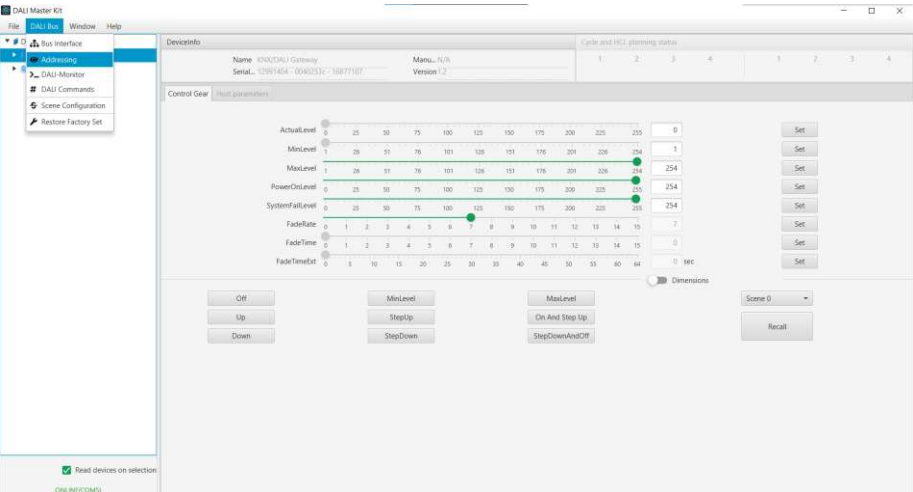 DALI Master Kit
File DALI Bus Window Help
Bus Interface
Addressing
DALI-Monitor
DALI Commands
Scene Configuration
Restore Factory Set
DeviceInfo
Name KNX/DALI Gateway Manu... N/A
Serial... 12991404 - 0040253c - 16877107 Version 1.2
Cycle and HCL planning status
1 2 3 4 1 2 3 4
Control Gear Host parameters
ActualLevel 0 25 50 75 100 125 150 175 200 225 255 0 Set
MinLevel 1 26 51 76 101 126 151 176 201 226 254 1 Set
MaxLevel 1 26 51 76 101 126 151 176 201 226 254 254 Set
PowerOnLevel 0 25 50 75 100 125 150 175 200 225 255 254 Set
SystemFailLevel 0 25 50 75 100 125 150 175 200 225 255 254 Set
FadeRate 0 1 2 3 4 5 6 7 8 9 10 11 12 13 14 15 7 Set
FadeTime 0 1 2 3 4 5 6 7 8 9 10 11 12 13 14 15 0 Set
FadeTimeExt 0 5 10 15 20 25 30 35 40 45 50 55 60 64 0 sec Set
Dimensions
Off MinLevel MaxLevel Scene 0
Up StepUp On And Step Up Recall
Down StepDown StepDownAndOff
Read devices on selection
ONLINE(COM5)